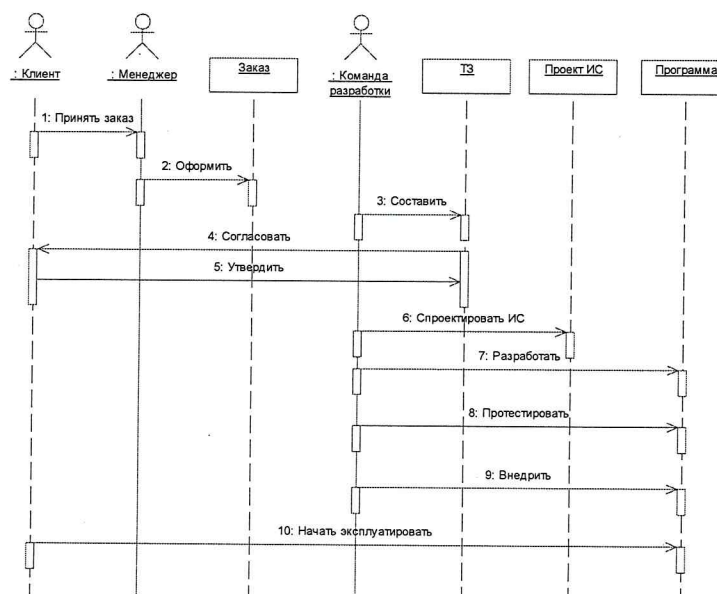 : Клиент
: Менеджер
Заказ
: Команда
разработки
ТЗ
Проект ИС
Программа
1: Принять заказ
2: Оформить
3: Составить
4: Согласовать
5: Утвердить
6: Спроектировать ИС
7: Разработать
8: Протестировать
9: Внедрить
10: Начать эксплуатировать